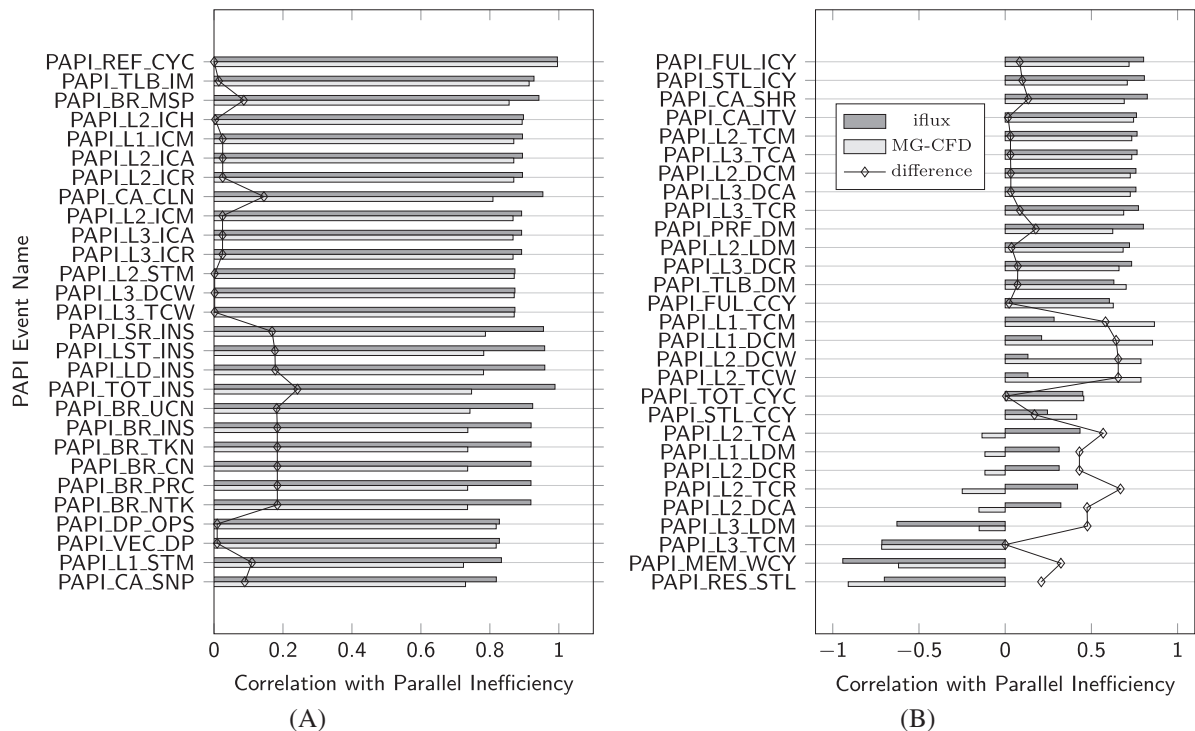 PAPI Event Name
PAPI_REF_CYC
PAPI_TLB_IM
PAPI_BR_MSP
PAPI_L2_ICH
PAPI_L1_ICM
PAPI_L2_ICA
PAPI_L2_ICR
PAPI_CA_CLN
PAPI_L2_ICM
PAPI_L3_ICA
PAPI_L3_ICR
PAPI_L2_STM
PAPI_L3_DCW
PAPI_L3_TCW
PAPI_SR_INS
PAPI_LST_INS
PAPI_LD_INS
PAPI_TOT_INS
PAPI_BR_UCN
PAPI_BR_INS
PAPI_BR_TKN
PAPI_BR_CN
PAPI_BR_PRC
PAPI_BR_NTK
PAPI_DP_OPS
PAPI_VEC_DP
PAPI_L1_STM
PAPI_CA_SNP
0 0.2 0.4 0.6 0.8 1
Correlation with Parallel Inefficiency
(A)
PAPI_FUL_ICY
PAPI_STL_ICY
PAPI_CA_SHR
PAPI_CA_ITV
PAPI_L2_TCM
PAPI_L3_TCA
PAPI_L2_DCM
PAPI_L3_DCA
PAPI_L3_TCR
PAPI_PRF_DM
PAPI_L2_LDM
PAPI_L3_DCR
PAPI_TLB_DM
PAPI_FUL_CCY
PAPI_L1_TCM
PAPI_L1_DCM
PAPI_L2_DCW
PAPI_L2_TCW
PAPI_TOT_CYC
PAPI_STL_CCY
PAPI_L2_TCA
PAPI_L1_LDM
PAPI_L2_DCR
PAPI_L2_TCR
PAPI_L2_DCA
PAPI_L3_LDM
PAPI_L3_TCM
PAPI_MEM_WCY
PAPI_RES_STL
iflux
MG-CFD
difference
−1 −0.5 0 0.5 1
Correlation with Parallel Inefficiency
(B)